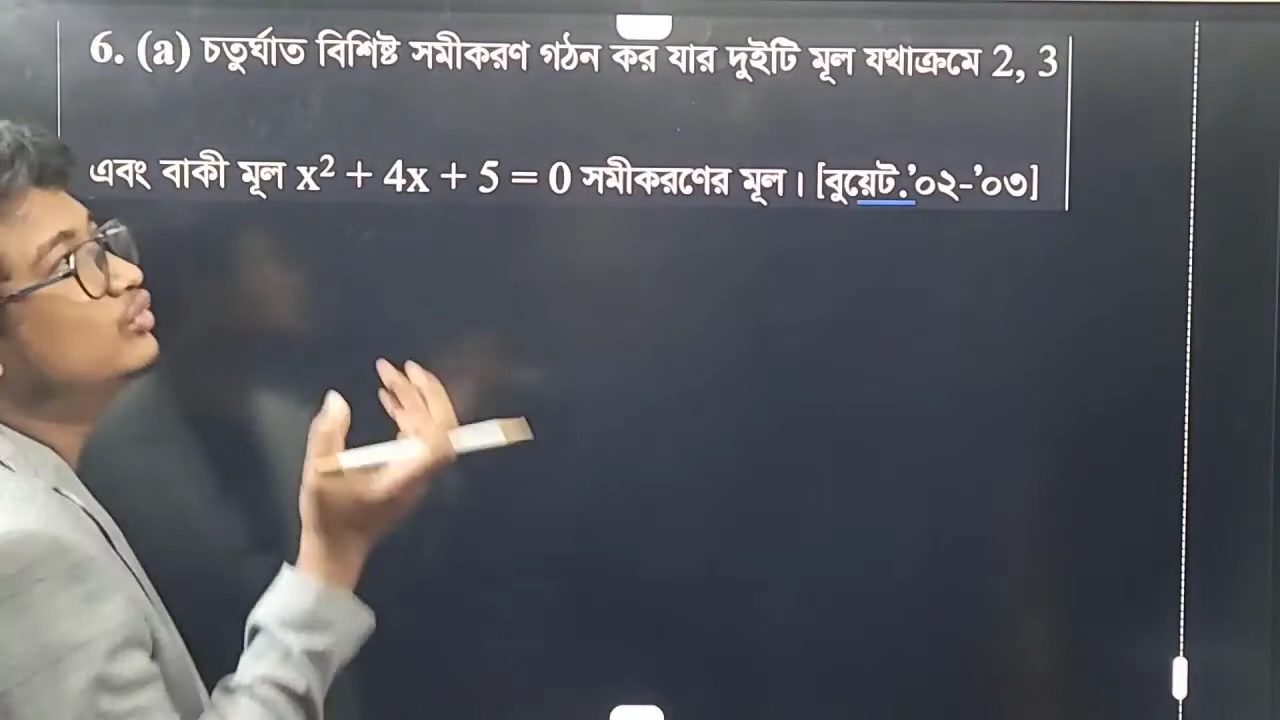 6. (a) চতুর্ঘাত বিশিষ্ট সমীকরণ গঠন কর যার দুইটি মূল যথাক্রমে 2, 3
এবং বাকী মূল x² + 4x + 5 = 0 সমীকরণের মূল। [বুয়েট.'০২-'০৩]